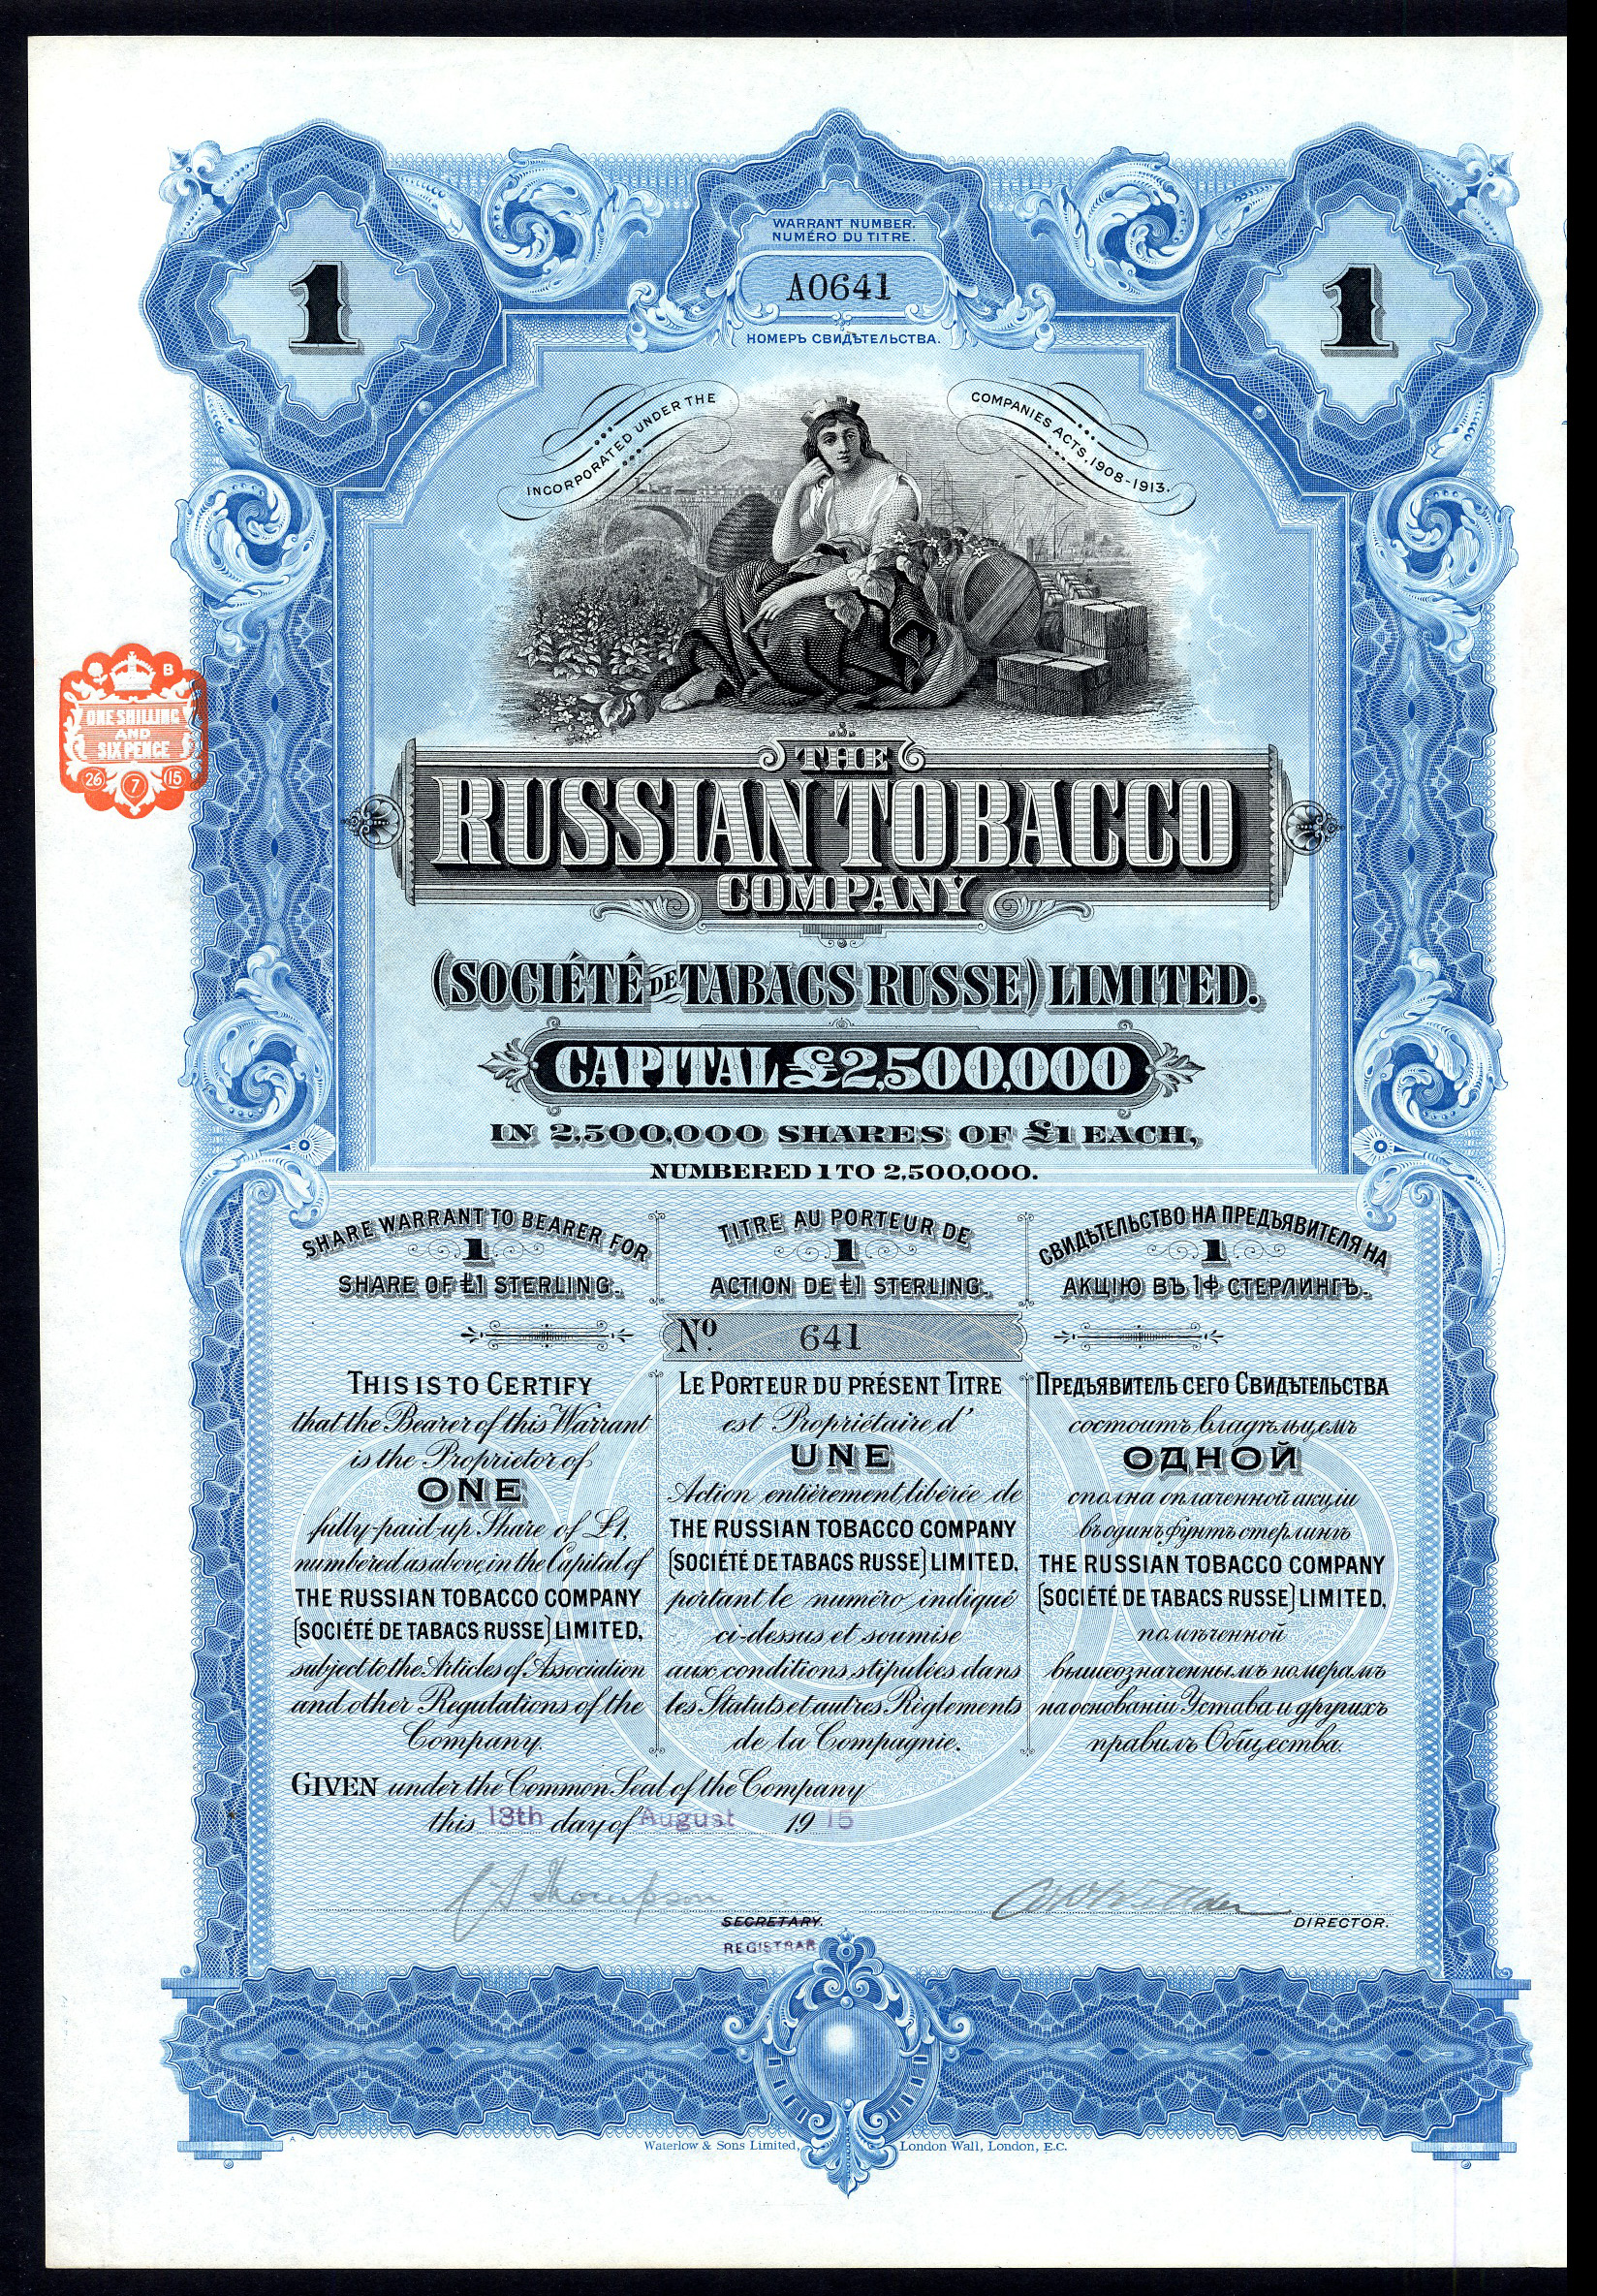 WARRANT NUMBER.
NUMÉRO DU TITRE.
A0641
НОМЕРЪ СВИДѢТЕЛЬСТВА.
1
1
INCORPORATED UNDER THE
COMPANIES ACTS, 1908-1913.
B
ONE SHILLING
AND
SIX PENCE
26 7 15
THE
RUSSIAN TOBACCO
COMPANY
(SOCIÉTÉ DE TABACS RUSSE) LIMITED.
CAPITAL £2,500,000
IN 2,500,000 SHARES OF £1 EACH,
NUMBERED 1 TO 2,500,000.
SHARE WARRANT TO BEARER FOR
1
SHARE OF £1 STERLING.
TITRE AU PORTEUR DE
1
ACTION DE £1 STERLING.
СВИДѢТЕЛЬСТВО НА ПРЕДЪЯВИТЕЛЯ НА
1
АКЦІЮ ВЪ 1Ф СТЕРЛИНГЪ.
No. 641
THIS IS TO CERTIFY
that the Bearer of this Warrant
is the Proprietor of
ONE
fully-paid-up Share of £1,
numbered as above, in the Capital of
THE RUSSIAN TOBACCO COMPANY
(SOCIÉTÉ DE TABACS RUSSE) LIMITED,
subject to the Articles of Association
and other Regulations of the
Company.
LE PORTEUR DU PRÉSENT TITRE
est Propriétaire d'
UNE
Action entièrement libérée de
THE RUSSIAN TOBACCO COMPANY
(SOCIÉTÉ DE TABACS RUSSE) LIMITED,
portant le numéro indiqué
ci-dessus et soumise
aux conditions stipulées dans
les Statuts et autres Règlements
de la Compagnie.
ПРЕДЪЯВИТЕЛЬ СЕГО СВИДѢТЕЛЬСТВА
состоитъ владѣльцемъ
ОДНОЙ
сполна оплаченной акціи
въ одинъ фунтъ стерлингъ
THE RUSSIAN TOBACCO COMPANY
(SOCIÉTÉ DE TABACS RUSSE) LIMITED,
помѣченной
вышеозначеннымъ номерамъ
на основаніи Устава и другихъ
правилъ Общества.
GIVEN under the Common Seal of the Company
this 13th day of August 1915
Thompson
SECRETARY.
REGISTRAR
DIRECTOR.
A
Waterlow & Sons Limited, London Wall, London, E.C.